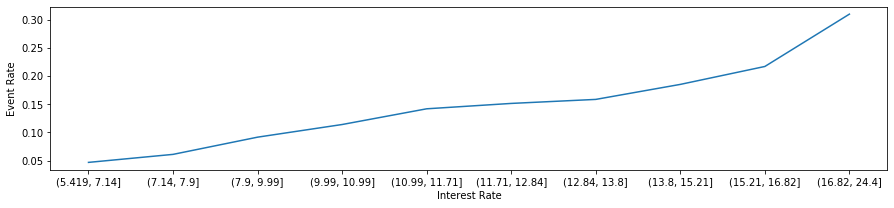 0.30
0.25
0.20
0.15
0.10
0.05
Event Rate
(5.419, 7.14] (7.14, 7.9] (7.9, 9.99] (9.99, 10.99] (10.99, 11.71] (11.71, 12.84] (12.84, 13.8] (13.8, 15.21] (15.21, 16.82] (16.82, 24.4]
Interest Rate